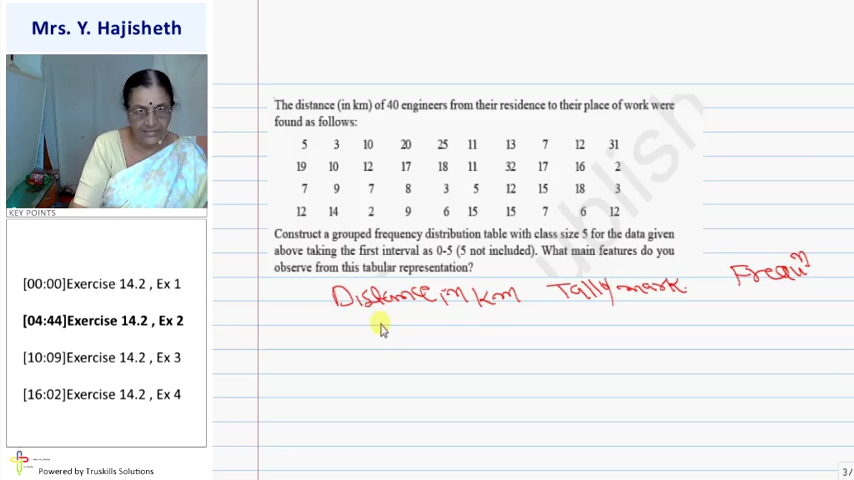 Mrs. Y. Hajisheth
The distance (in km) of 40 engineers from their residence to their place of work were
found as follows:
5 3 10 20 25 11 13 7 12 31
19 10 12 17 18 11 32 17 16 2
7 9 7 8 3 5 12 15 18 3
12 14 2 9 6 15 15 7 6 12
Construct a grouped frequency distribution table with class size 5 for the data given
above taking the first interval as 0-5 (5 not included). What main features do you
observe from this tabular representation?
Distance in km Tally mark. Frequn
KEY POINTS
[00:00]Exercise 14.2 , Ex 1
[04:44]Exercise 14.2 , Ex 2
[10:09]Exercise 14.2 , Ex 3
[16:02]Exercise 14.2 , Ex 4
Powered by Truskills Solutions
3/
ublish